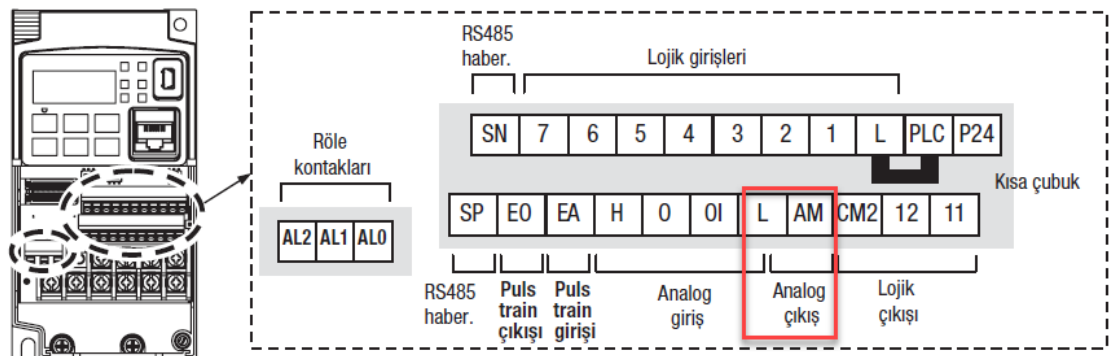 RS485
haber.
Lojik girişleri
SN 7 6 5 4 3 2 1 L PLC P24
Röle
kontakları
Kısa çubuk
AL2 AL1 AL0
SP EO EA H O OI L AM CM2 12 11
RS485
haber.
Puls
train
çıkışı
Puls
train
girişi
Analog
giriş
Analog
çıkış
Lojik
çıkışı